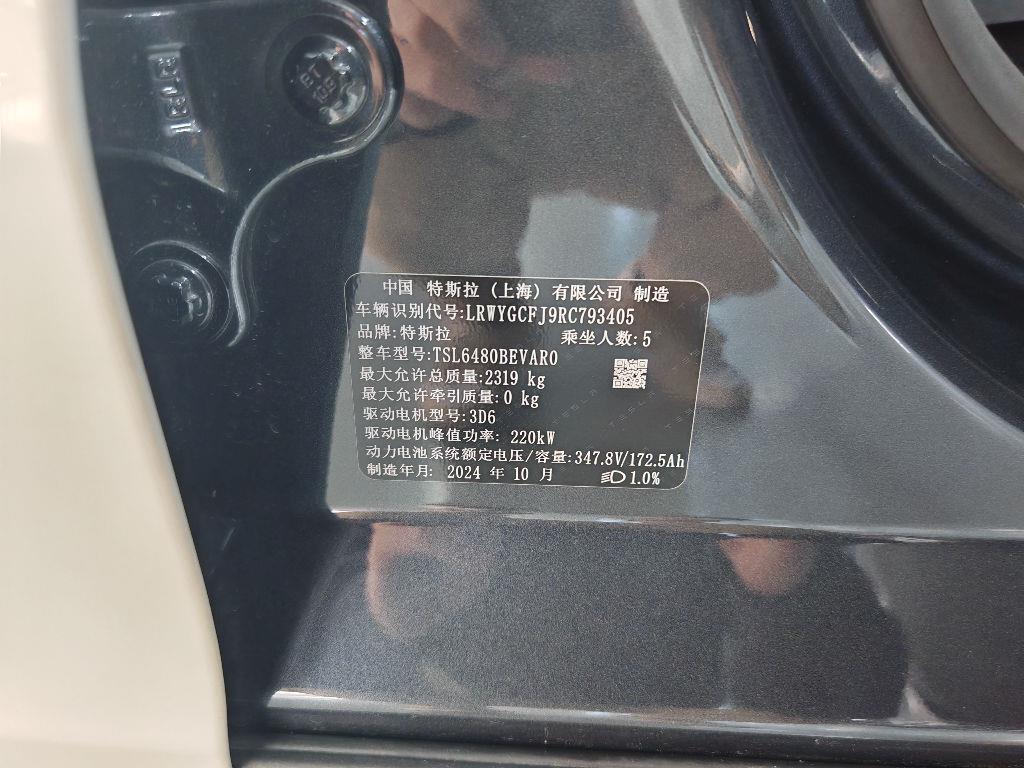 中国 特斯拉（上海）有限公司 制造
车辆识别代号:LRWYGCFJ9RC793405
品牌:特斯拉 乘坐人数:5
整车型号:TSL6480BEVAR0
最大允许总质量:2319 kg
最大允许牵引质量:0 kg
驱动电机型号:3D6
驱动电机峰值功率: 220kW
动力电池系统额定电压/容量:347.8V/172.5Ah
制造年月: 2024 年 10 月 1.0%